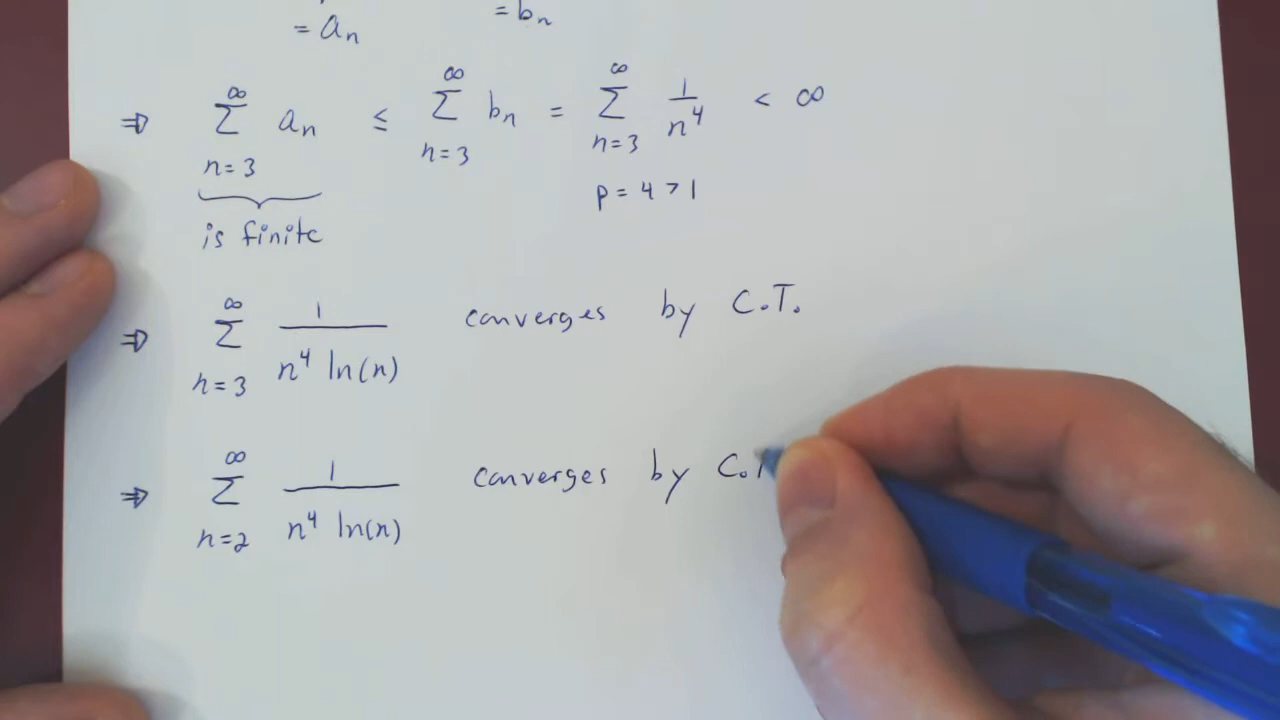 = aₙ = bₙ
⇒ ∑_{n=3}^{∞} aₙ ≤ ∑_{n=3}^{∞} bₙ = ∑_{n=3}^{∞} 1/n⁴ < ∞
p = 4 > 1
is finite
⇒ ∑_{n=3}^{∞} 1/(n⁴ ln(n)) converges by C.T.
⇒ ∑_{n=2}^{∞} 1/(n⁴ ln(n)) converges by C.